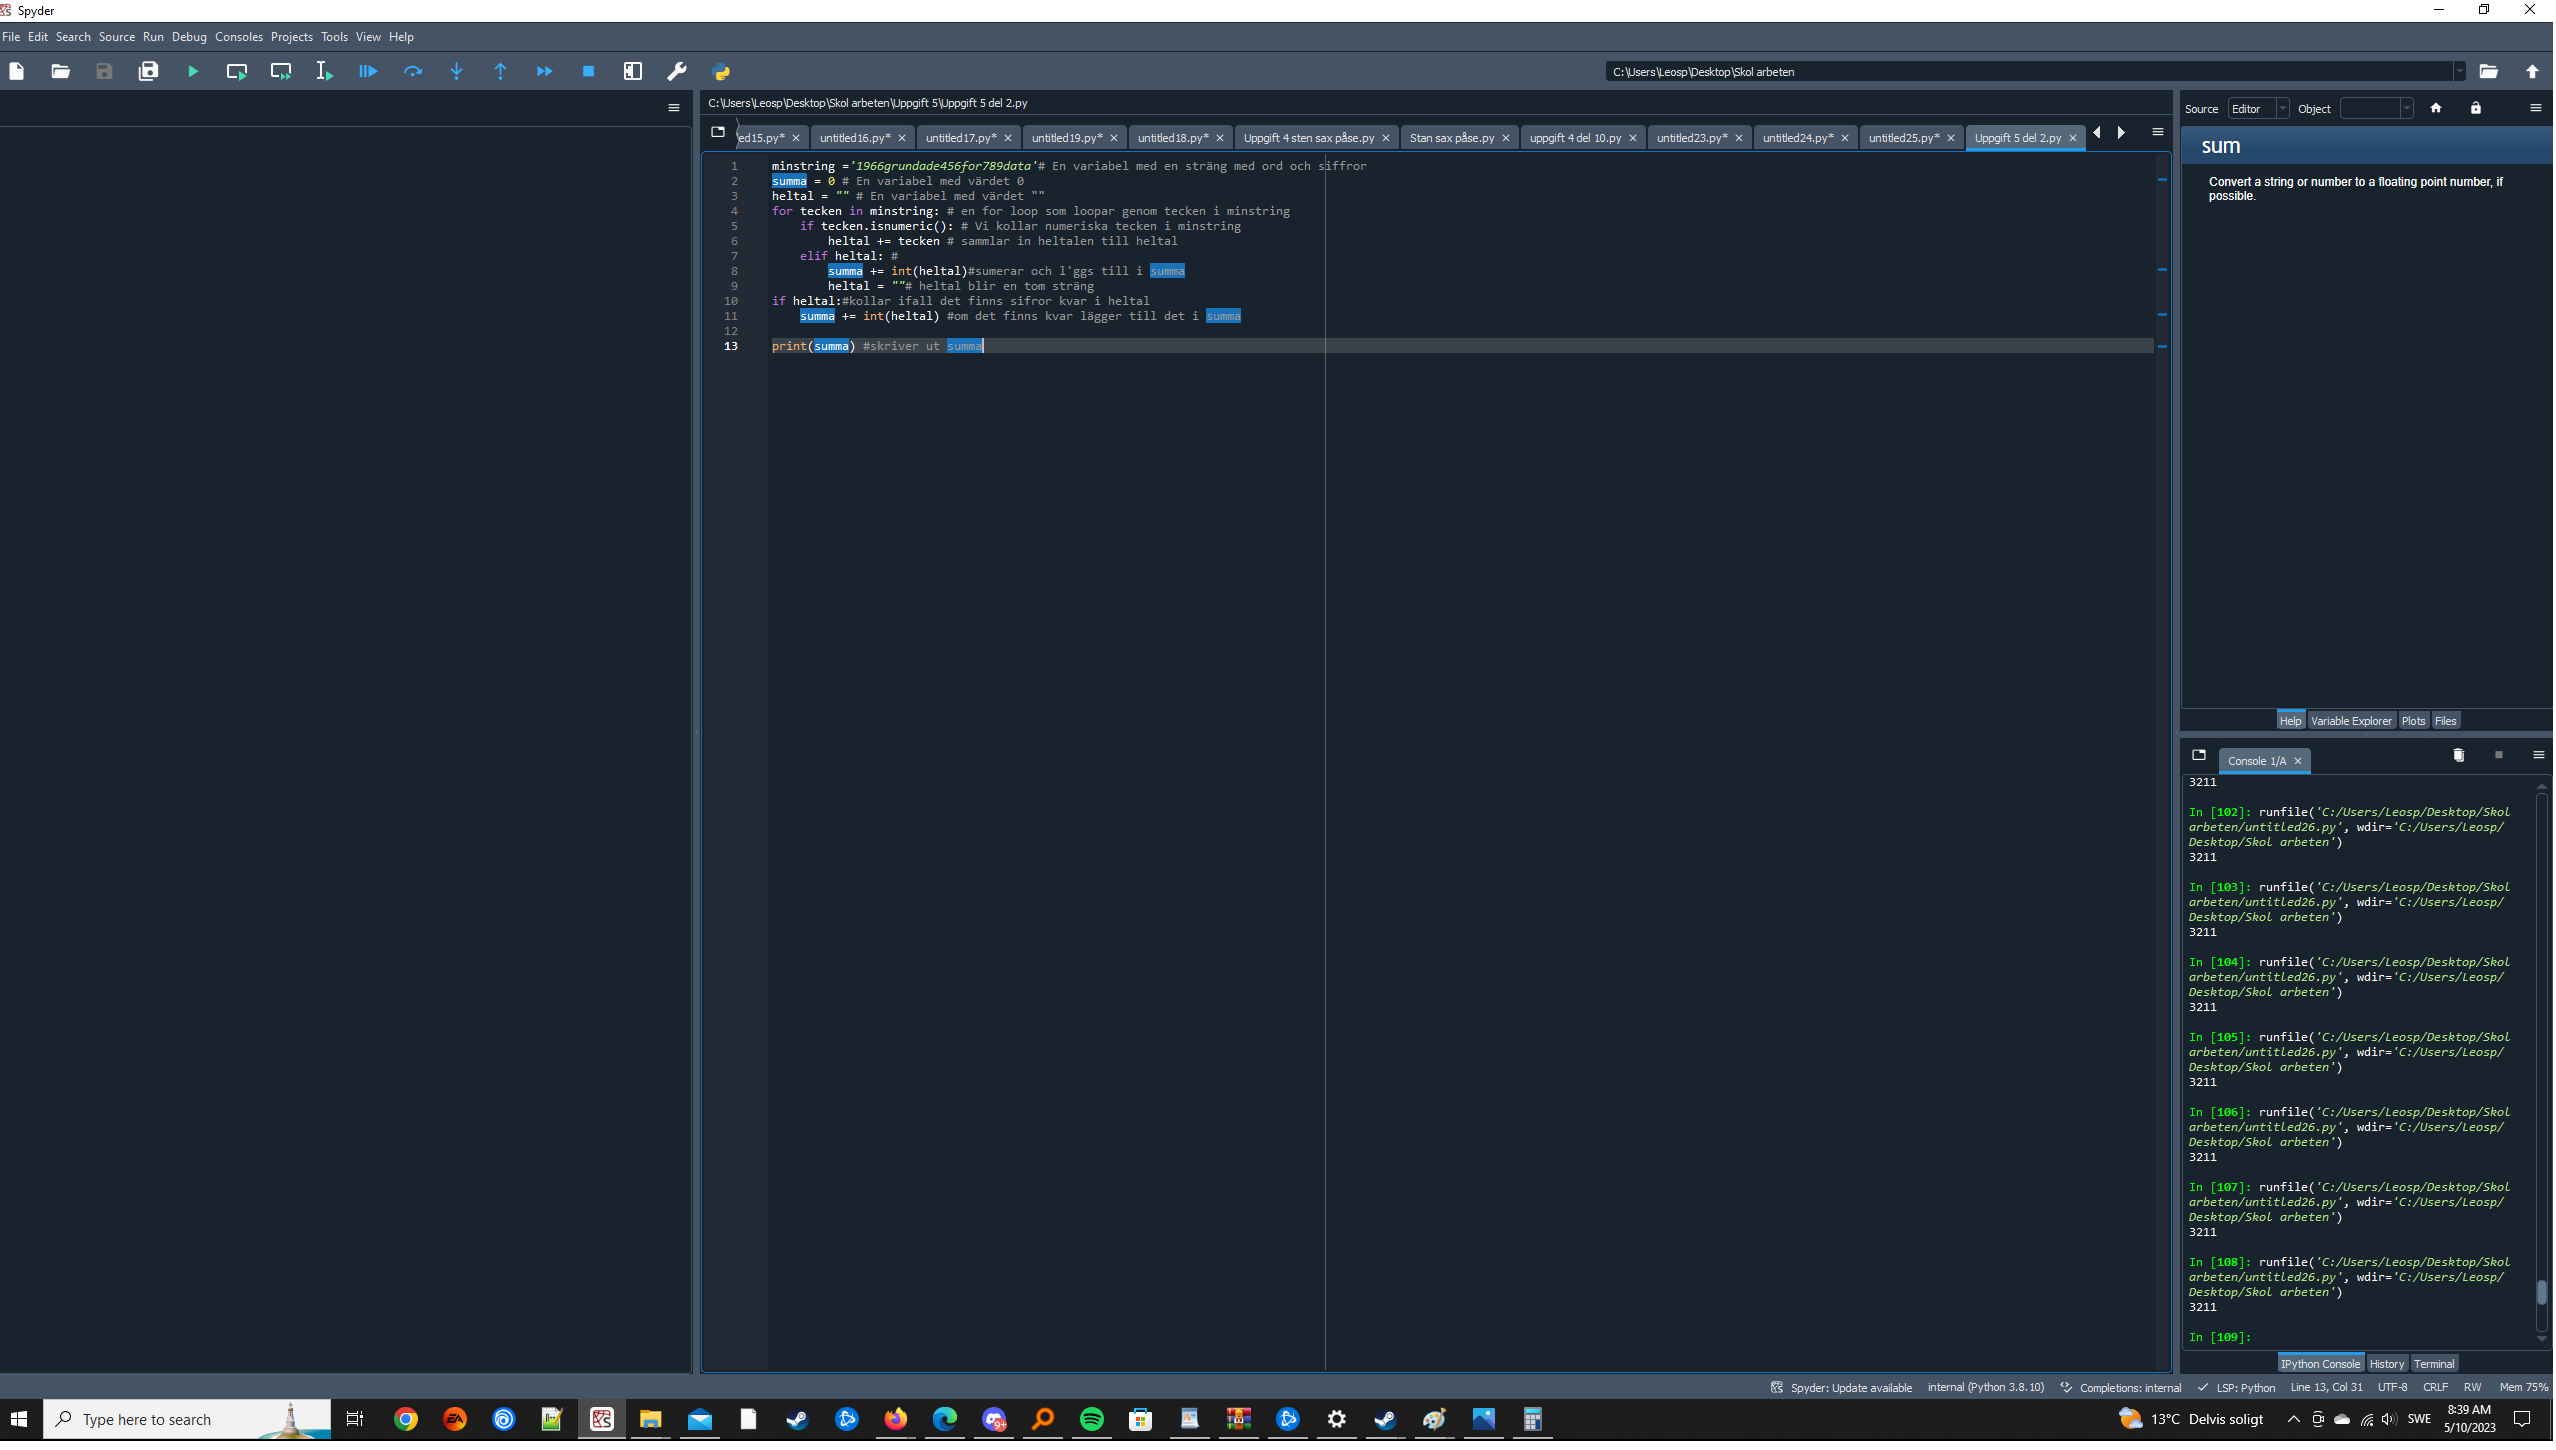 Spyder
File Edit Search Source Run Debug Consoles Projects Tools View Help
C:\Users\Leosp\Desktop\Skol arbeten
C:\Users\Leosp\Desktop\Skol arbeten\Uppgift 5\Uppgift 5 del 2.py
ed15.py* untitled16.py* untitled17.py* untitled19.py* untitled18.py* Uppgift 4 sten sax påse.py Stan sax påse.py uppgift 4 del 10.py untitled23.py* untitled24.py* untitled25.py* Uppgift 5 del 2.py
1 minstring ='1966grundade456for789data'# En variabel med en sträng med ord och siffror
2 summa = 0 # En variabel med värdet 0
3 heltal = "" # En variabel med värdet ""
4 for tecken in minstring: # en for loop som loopar genom tecken i minstring
5 if tecken.isnumeric(): # Vi kollar numeriska tecken i minstring
6 heltal += tecken # sammlar in heltalen till heltal
7 elif heltal: #
8 summa += int(heltal)#sumerar och l'ggs till i summa
9 heltal = ""# heltal blir en tom sträng
10 if heltal:#kollar ifall det finns sifror kvar i heltal
11 summa += int(heltal) #om det finns kvar lägger till det i summa
12
13 print(summa) #skriver ut summa
Source Editor Object
sum
Convert a string or number to a floating point number, if
possible.
Help Variable Explorer Plots Files
Console 1/A
3211
In [102]: runfile('C:/Users/Leosp/Desktop/Skol
arbeten/untitled26.py', wdir='C:/Users/Leosp/
Desktop/Skol arbeten')
3211
In [103]: runfile('C:/Users/Leosp/Desktop/Skol
arbeten/untitled26.py', wdir='C:/Users/Leosp/
Desktop/Skol arbeten')
3211
In [104]: runfile('C:/Users/Leosp/Desktop/Skol
arbeten/untitled26.py', wdir='C:/Users/Leosp/
Desktop/Skol arbeten')
3211
In [105]: runfile('C:/Users/Leosp/Desktop/Skol
arbeten/untitled26.py', wdir='C:/Users/Leosp/
Desktop/Skol arbeten')
3211
In [106]: runfile('C:/Users/Leosp/Desktop/Skol
arbeten/untitled26.py', wdir='C:/Users/Leosp/
Desktop/Skol arbeten')
3211
In [107]: runfile('C:/Users/Leosp/Desktop/Skol
arbeten/untitled26.py', wdir='C:/Users/Leosp/
Desktop/Skol arbeten')
3211
In [108]: runfile('C:/Users/Leosp/Desktop/Skol
arbeten/untitled26.py', wdir='C:/Users/Leosp/
Desktop/Skol arbeten')
3211
In [109]:
IPython Console History Terminal
Spyder: Update available internal (Python 3.8.10) Completions: internal LSP: Python Line 13, Col 31 UTF-8 CRLF RW Mem 75%
Type here to search
13°C Delvis soligt SWE
8:39 AM
5/10/2023